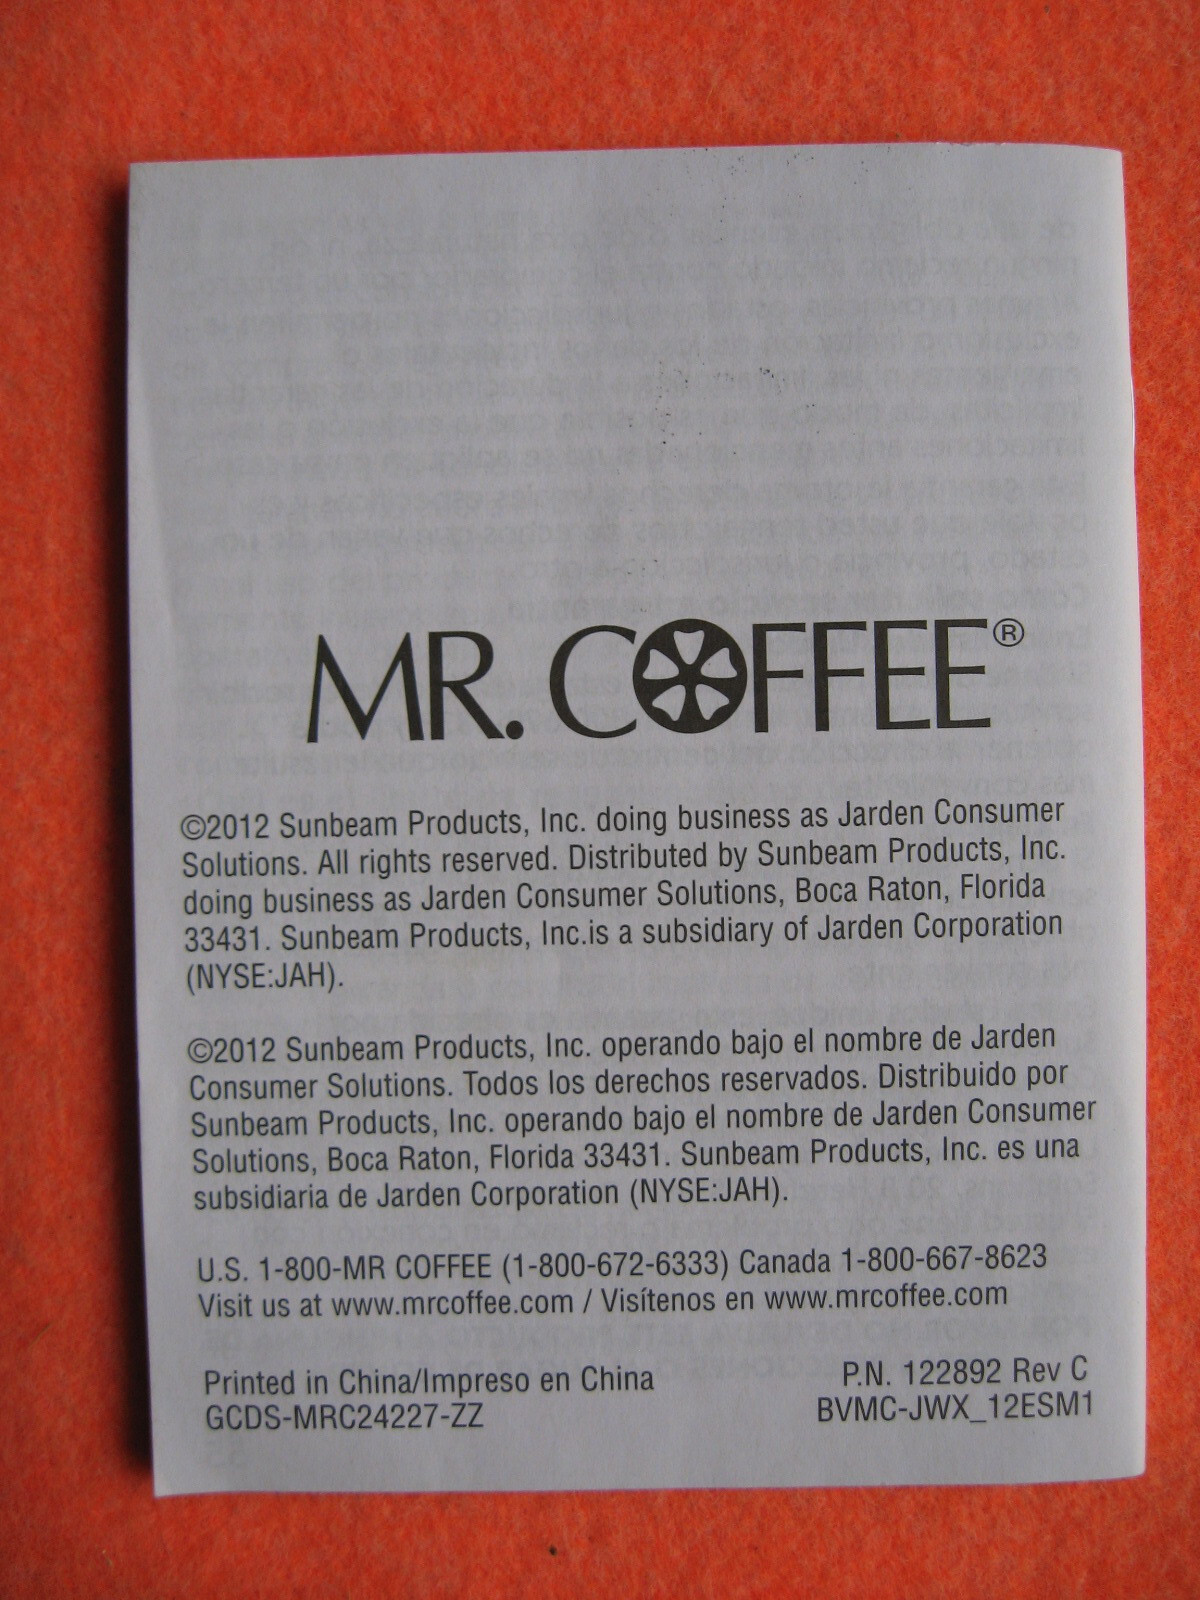 MR. COFFEE®
©2012 Sunbeam Products, Inc. doing business as Jarden Consumer
Solutions. All rights reserved. Distributed by Sunbeam Products, Inc.
doing business as Jarden Consumer Solutions, Boca Raton, Florida
33431. Sunbeam Products, Inc.is a subsidiary of Jarden Corporation
(NYSE:JAH).
©2012 Sunbeam Products, Inc. operando bajo el nombre de Jarden
Consumer Solutions. Todos los derechos reservados. Distribuido por
Sunbeam Products, Inc. operando bajo el nombre de Jarden Consumer
Solutions, Boca Raton, Florida 33431. Sunbeam Products, Inc. es una
subsidiaria de Jarden Corporation (NYSE:JAH).
U.S. 1-800-MR COFFEE (1-800-672-6333) Canada 1-800-667-8623
Visit us at www.mrcoffee.com / Visítenos en www.mrcoffee.com
Printed in China/Impreso en China
GCDS-MRC24227-ZZ
P.N. 122892 Rev C
BVMC-JWX_12ESM1